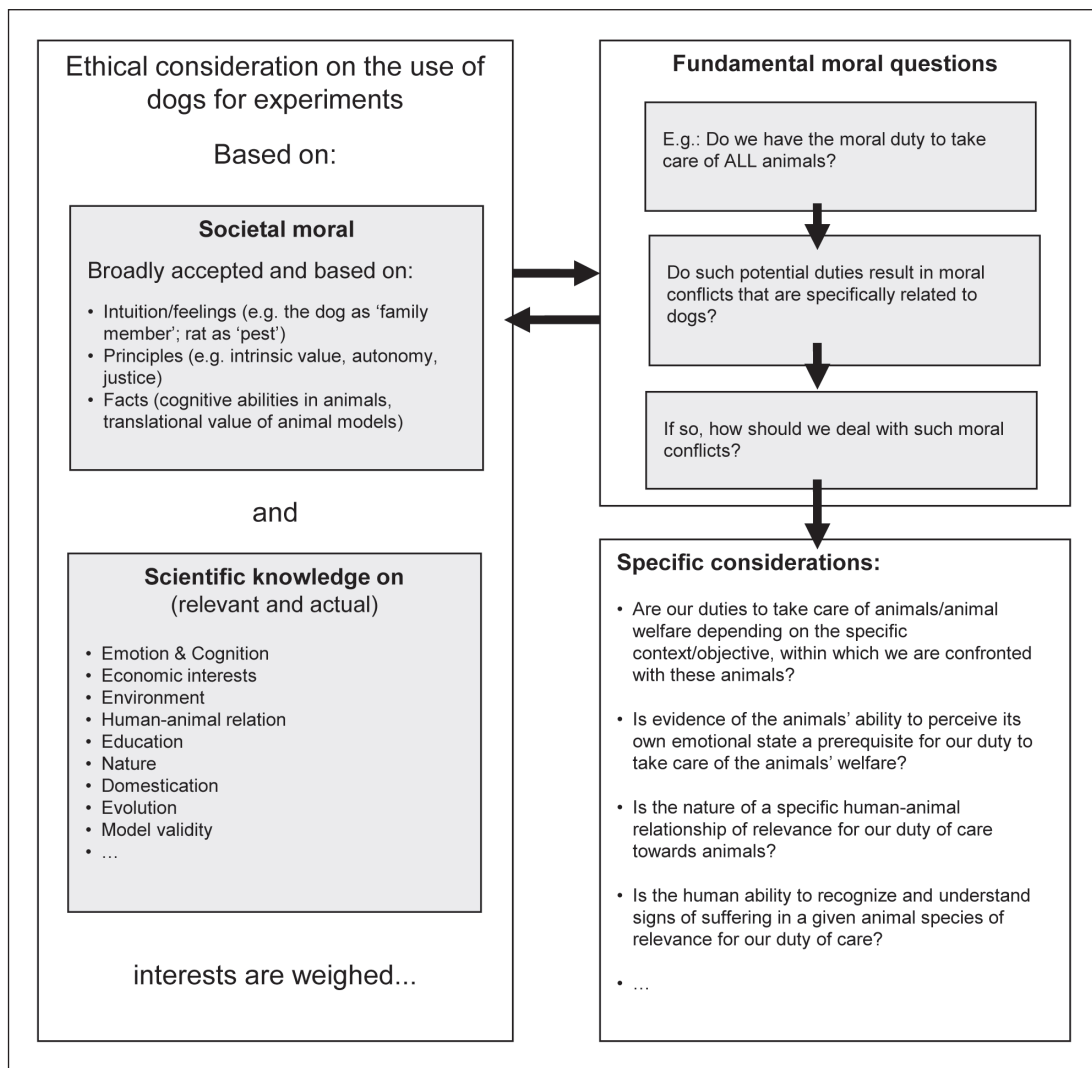 Ethical consideration on the use of
dogs for experiments
Based on:
Societal moral
Broadly accepted and based on:
• Intuition/feelings (e.g. the dog as ‘family
member’; rat as ‘pest’)
• Principles (e.g. intrinsic value, autonomy,
justice)
• Facts (cognitive abilities in animals,
translational value of animal models)
and
Scientific knowledge on
(relevant and actual)
• Emotion & Cognition
• Economic interests
• Environment
• Human-animal relation
• Education
• Nature
• Domestication
• Evolution
• Model validity
• …
interests are weighed...
Fundamental moral questions
E.g.: Do we have the moral duty to take
care of ALL animals?
Do such potential duties result in moral
conflicts that are specifically related to
dogs?
If so, how should we deal with such moral
conflicts?
Specific considerations:
• Are our duties to take care of animals/animal
welfare depending on the specific
context/objective, within which we are confronted
with these animals?
• Is evidence of the animals’ ability to perceive its
own emotional state a prerequisite for our duty to
take care of the animals’ welfare?
• Is the nature of a specific human-animal
relationship of relevance for our duty of care
towards animals?
• Is the human ability to recognize and understand
signs of suffering in a given animal species of
relevance for our duty of care?
• …